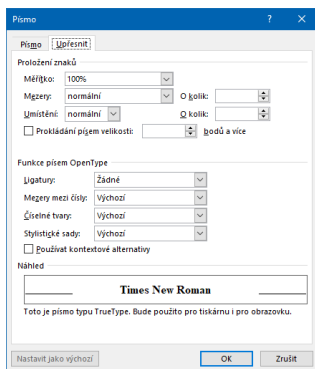 Písmo ? ✕
Písmo Upřesnit
Proložení znaků
Měřítko: 100%
Mezery: normální O kolik:
Umístění: normální O kolik:
Prokládání písem velikosti: bodů a více
Funkce písem OpenType
Ligatury: Žádné
Mezery mezi čísly: Výchozí
Číselné tvary: Výchozí
Stylistické sady: Výchozí
Používat kontextové alternativy
Náhled
Times New Roman
Toto je písmo typu TrueType. Bude použito pro tiskárnu i pro obrazovku.
Nastavit jako výchozí OK Zrušit